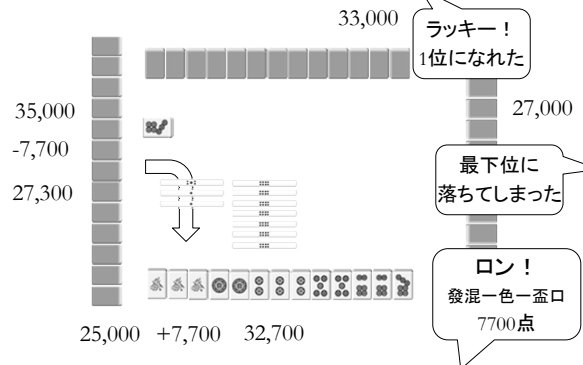 33,000
ラッキー！
1位になれた
35,000
-7,700
27,300
27,000
最下位に
落ちてしまった
ロン！
發混一色一盃口
7700点
25,000 +7,700 32,700